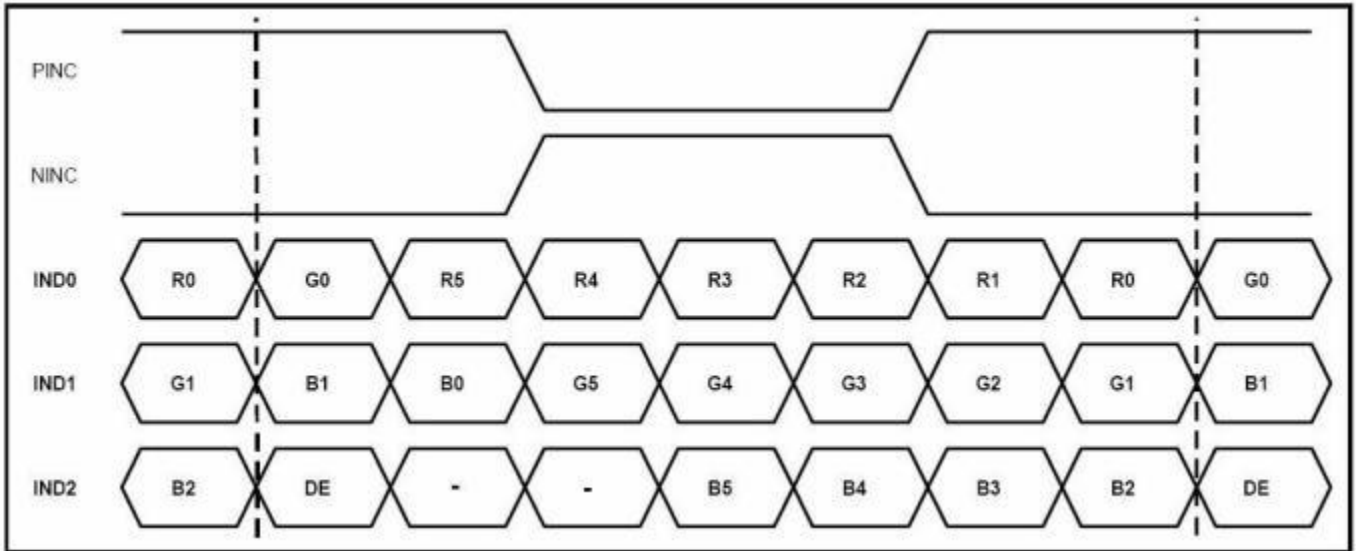 PINC
NINC
IND0 R0 G0 R5 R4 R3 R2 R1 R0 G0
IND1 G1 B1 B0 G5 G4 G3 G2 G1 B1
IND2 B2 DE - - B5 B4 B3 B2 DE